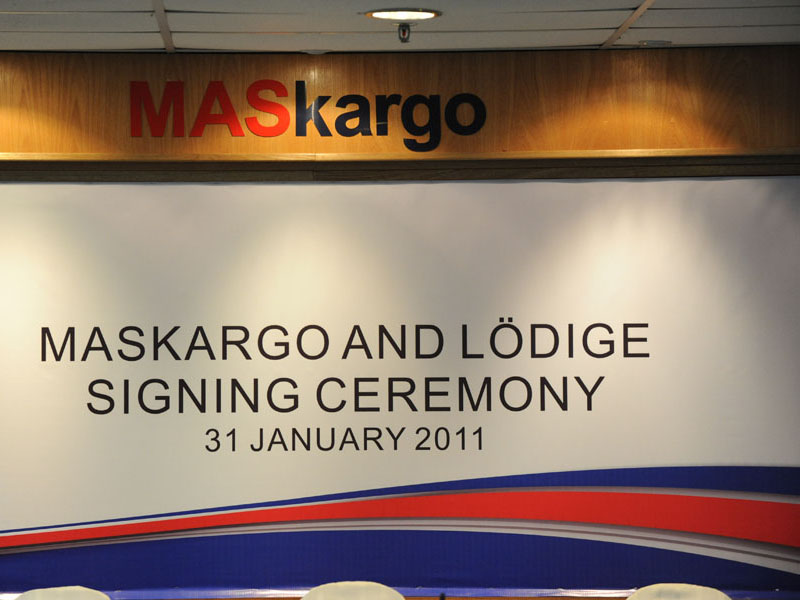 MASkargo
MASKARGO AND LÖDIGE
SIGNING CEREMONY
31 JANUARY 2011